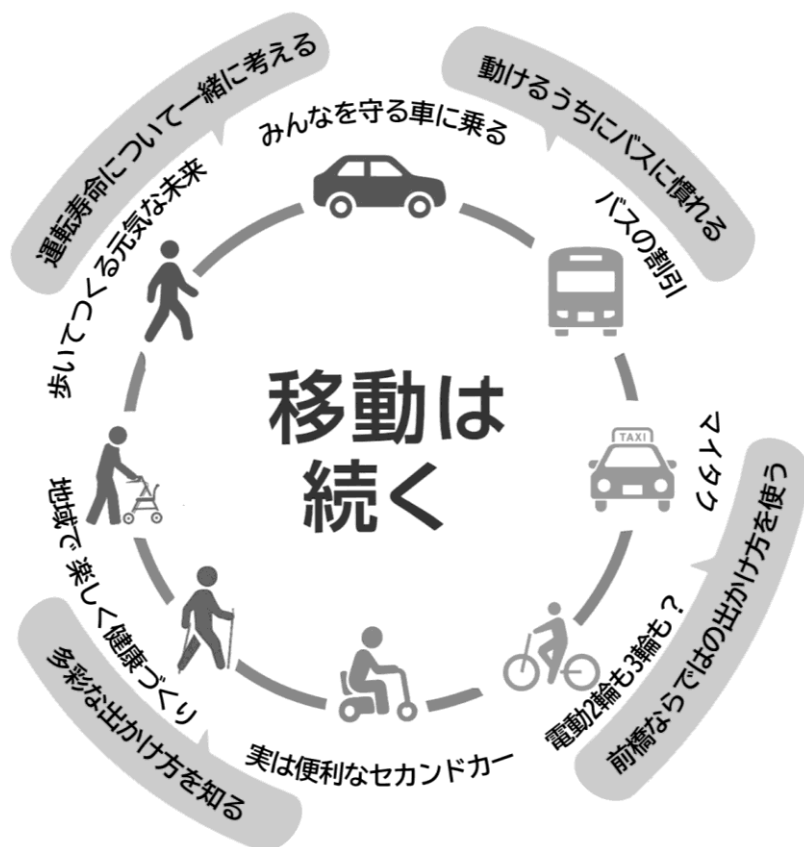 運転寿命について一緒に考える
動けるうちにバスに慣れる
みんなを守る車に乗る
バスの割引
歩いてつくる元気な未来
移動は
続く
TAXI
マイタク
前橋ならではの出かけ方を使う
電動2輪も3輪も?
地域で 楽しく健康づくり
多彩な出かけ方を知る
実は便利なセカンドカー